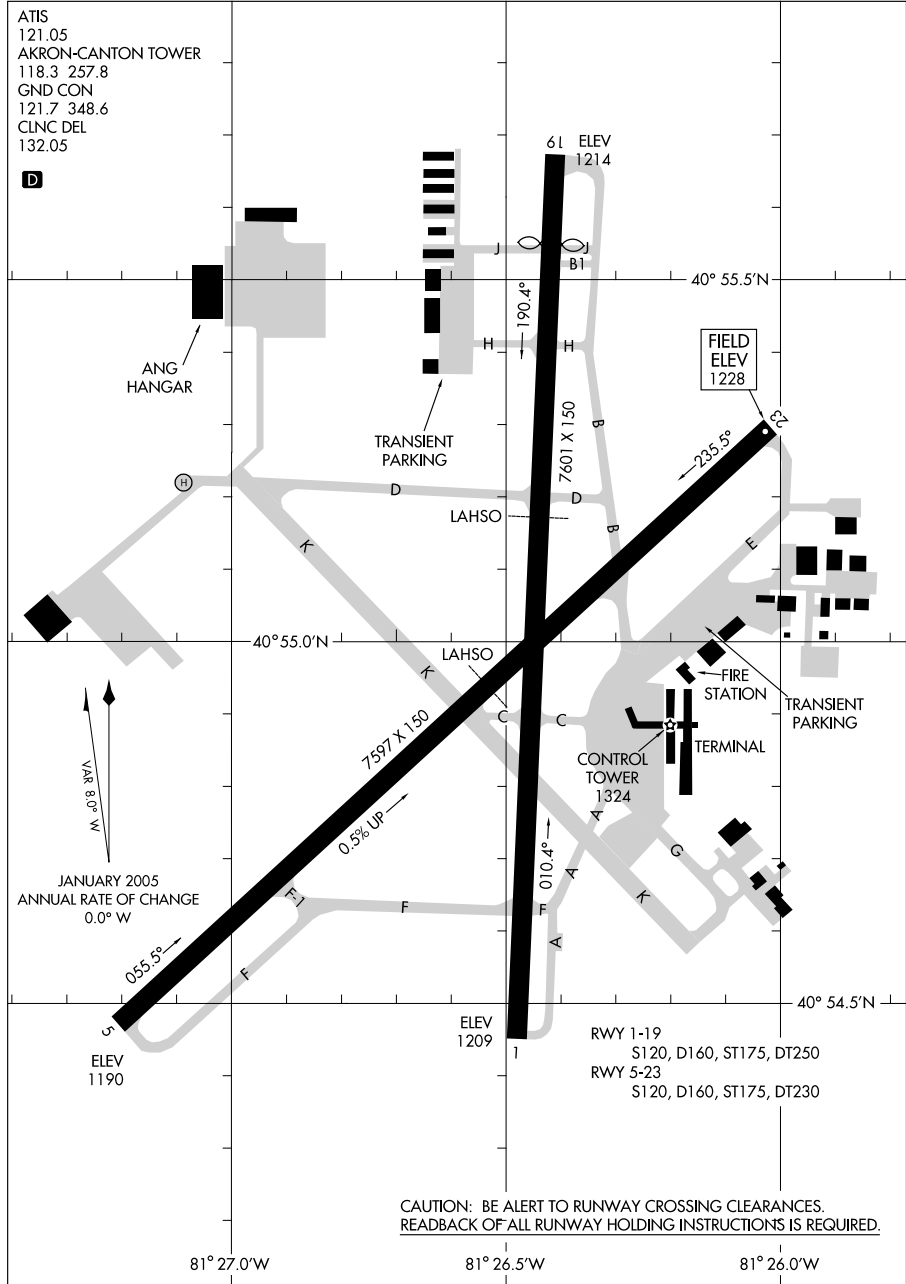 ATIS
121.05
AKRON-CANTON TOWER
118.3 257.8
GND CON
121.7 348.6
CLNC DEL
132.05
D
19
ELEV
1214
J
J
B1
40° 55.5'N
190.4°
H
H
FIELD
ELEV
1228
ANG
HANGAR
23
TRANSIENT
PARKING
7601 X 150
B
235.5°
H
D
D
LAHSO
B
K
E
40° 55.0'N
LAHSO
K
FIRE
STATION
C
C
TRANSIENT
PARKING
7597 X 150
TERMINAL
CONTROL
TOWER
1324
VAR 8.0° W
0.5% UP
A
G
010.4°
A
JANUARY 2005
ANNUAL RATE OF CHANGE
0.0° W
F-1
F
F
K
A
055.5°
F
40° 54.5'N
5
ELEV
1190
ELEV
1209
1
RWY 1-19
S120, D160, ST175, DT250
RWY 5-23
S120, D160, ST175, DT230
CAUTION: BE ALERT TO RUNWAY CROSSING CLEARANCES.
READBACK OF ALL RUNWAY HOLDING INSTRUCTIONS IS REQUIRED.
81° 27.0'W
81° 26.5'W
81° 26.0'W